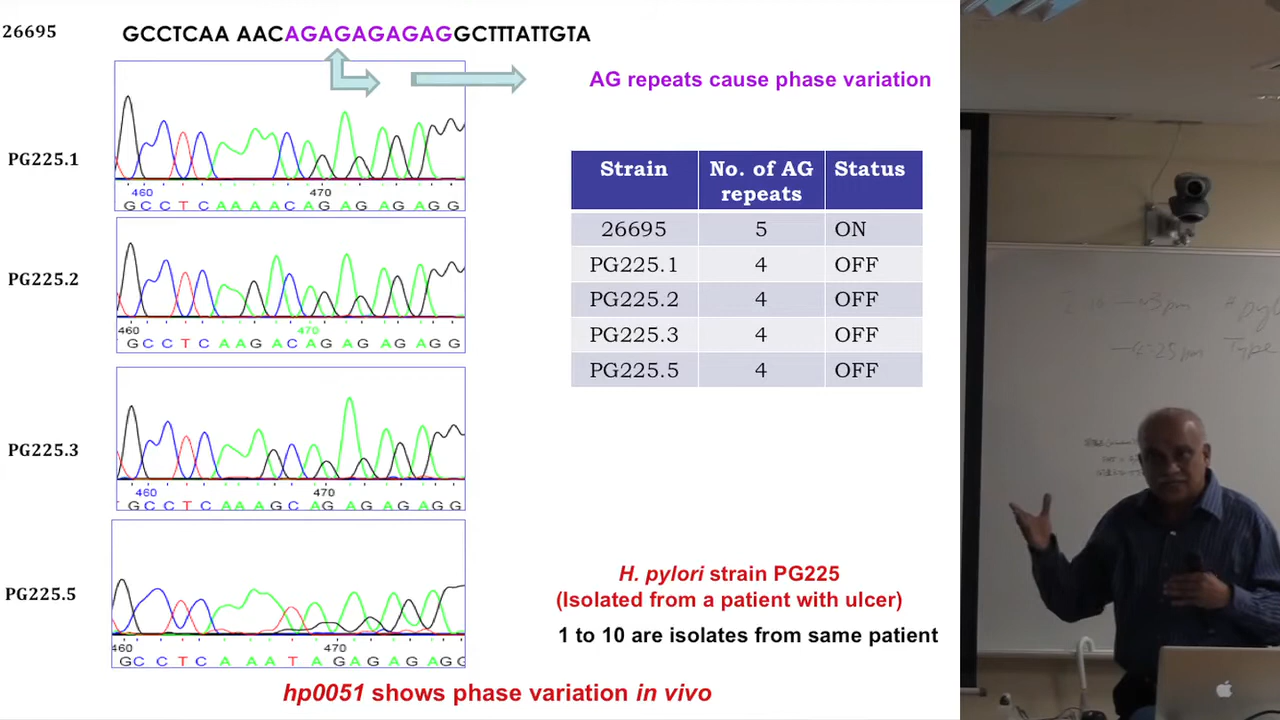 26695 GCCTCAA AACAGAGAGAGAGGCTTTATTGTA
AG repeats cause phase variation
PG225.1
460 470
GCCTCAAAACAGAGAGAGG
PG225.2
460 470
GCCTCAAGACAGAGAGAGG
PG225.3
460 470
GCCTCAAAGCAGAGAGAGG
PG225.5
460 470
GCCTCAAATAGAGAGAGG
Strain No. of AG repeats Status
26695 5 ON
PG225.1 4 OFF
PG225.2 4 OFF
PG225.3 4 OFF
PG225.5 4 OFF
H. pylori strain PG225
(Isolated from a patient with ulcer)
1 to 10 are isolates from same patient
hp0051 shows phase variation in vivo
Type